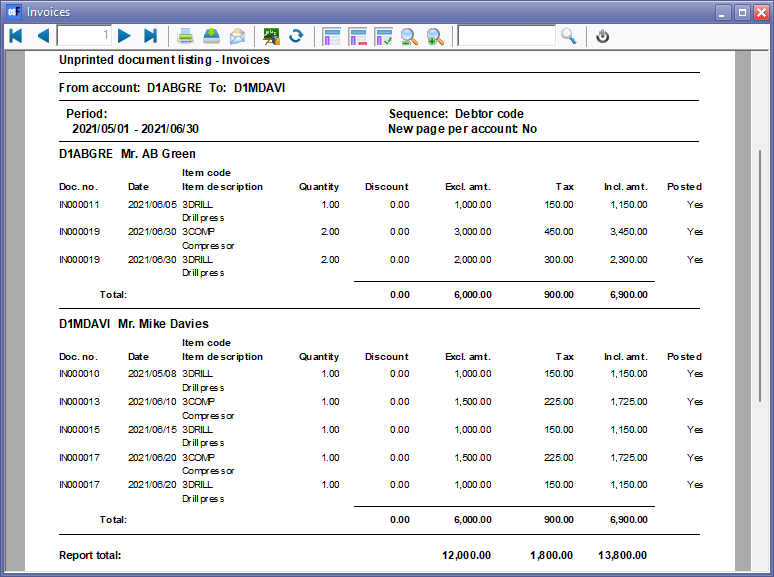 Invoices
1
Unprinted document listing - Invoices
From account: D1ABGRE To: D1MDAVI
Period: Sequence: Debtor code
2021/05/01 - 2021/06/30 New page per account: No
D1ABGRE Mr. AB Green
Item code
Doc. no. Date Item description Quantity Discount Excl. amt. Tax Incl. amt. Posted
IN000011 2021/06/05 3DRILL 1.00 0.00 1,000.00 150.00 1,150.00 Yes
Drill press
IN000019 2021/06/30 3COMP 2.00 0.00 3,000.00 450.00 3,450.00 Yes
Compressor
IN000019 2021/06/30 3DRILL 2.00 0.00 2,000.00 300.00 2,300.00 Yes
Drill press
Total: 0.00 6,000.00 900.00 6,900.00
D1MDAVI Mr. Mike Davies
Item code
Doc. no. Date Item description Quantity Discount Excl. amt. Tax Incl. amt. Posted
IN000010 2021/05/08 3DRILL 1.00 0.00 1,000.00 150.00 1,150.00 Yes
Drill press
IN000013 2021/06/10 3COMP 1.00 0.00 1,500.00 225.00 1,725.00 Yes
Compressor
IN000015 2021/06/15 3DRILL 1.00 0.00 1,000.00 150.00 1,150.00 Yes
Drill press
IN000017 2021/06/20 3COMP 1.00 0.00 1,500.00 225.00 1,725.00 Yes
Compressor
IN000017 2021/06/20 3DRILL 1.00 0.00 1,000.00 150.00 1,150.00 Yes
Drill press
Total: 0.00 6,000.00 900.00 6,900.00
Report total: 12,000.00 1,800.00 13,800.00